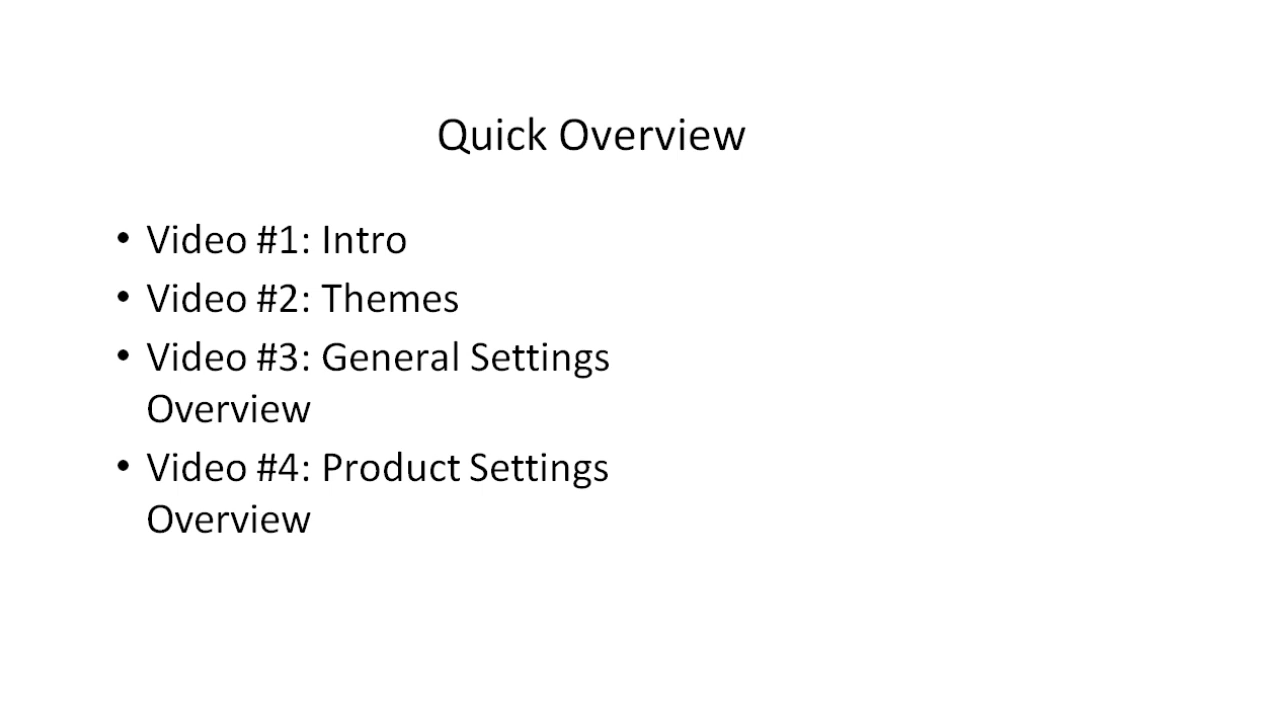 Quick Overview
• Video #1: Intro
• Video #2: Themes
• Video #3: General Settings
Overview
• Video #4: Product Settings
Overview